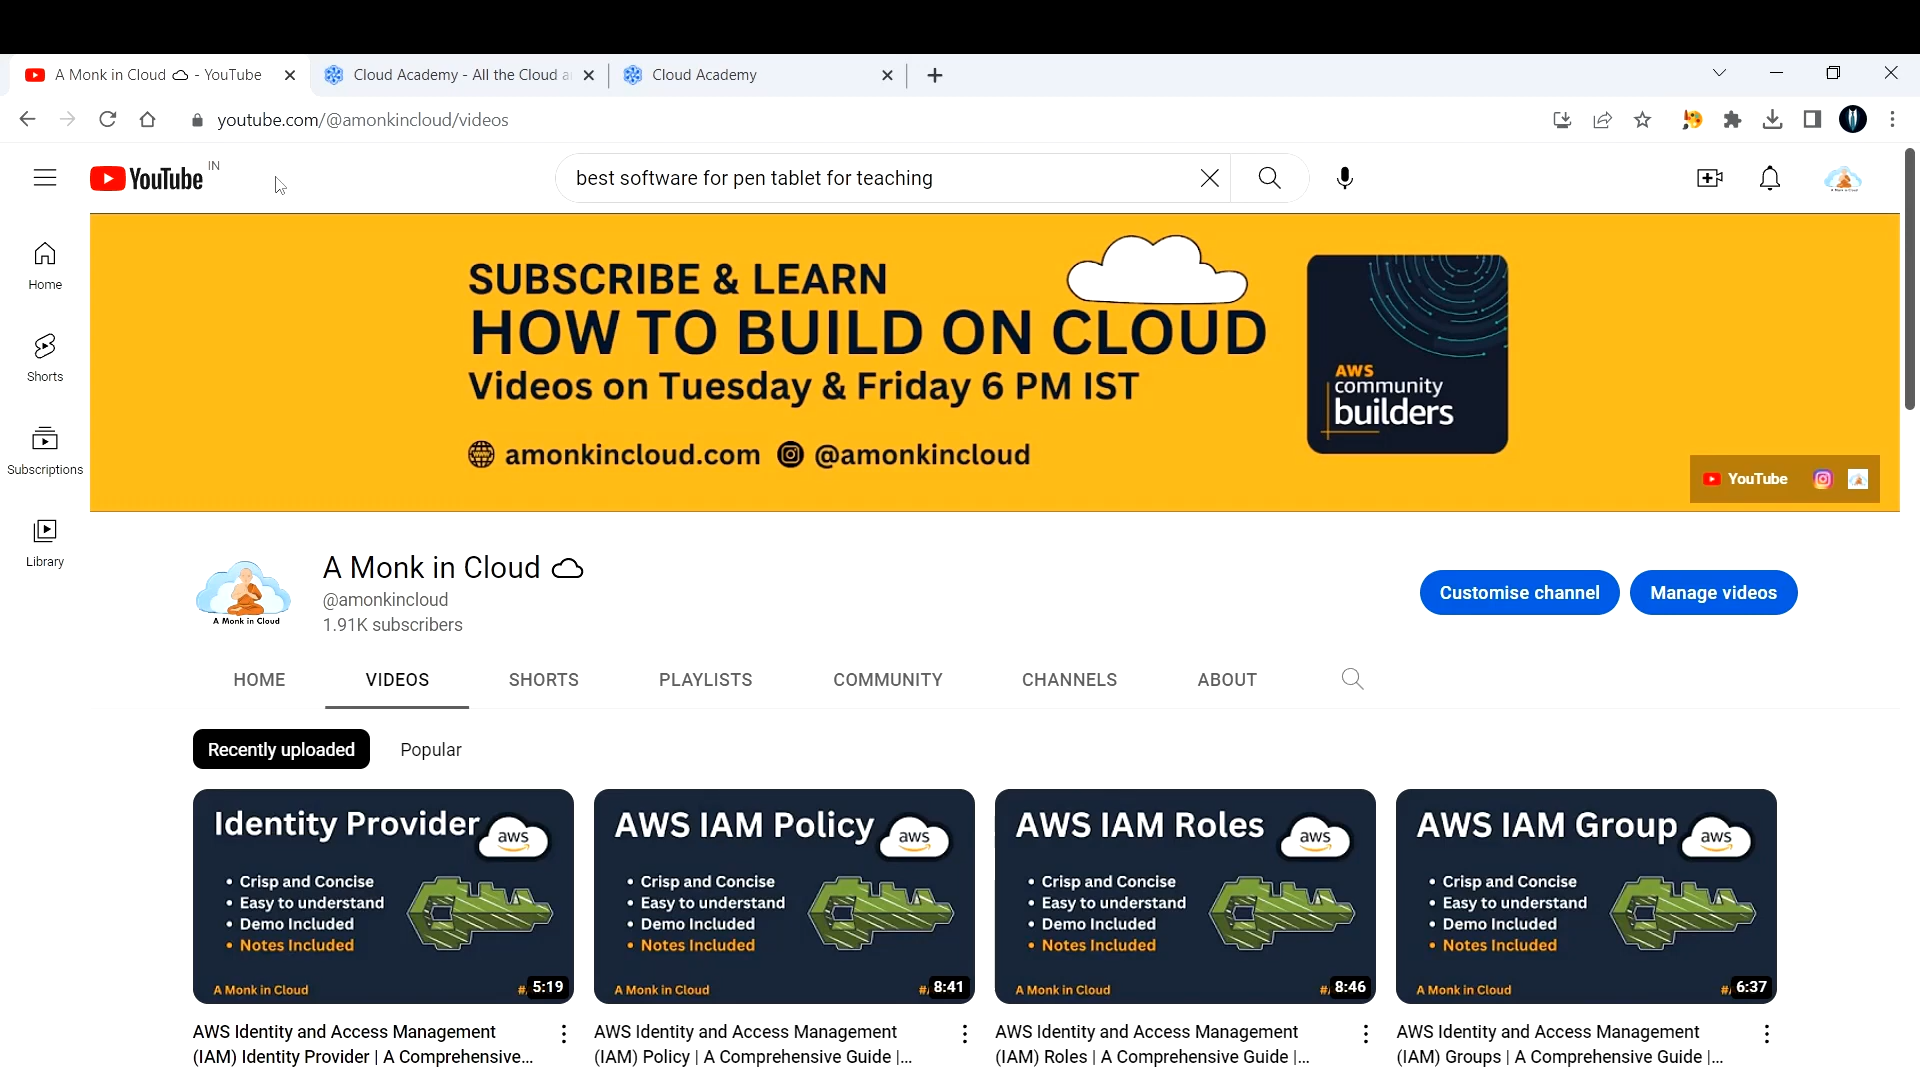 A Monk in Cloud - YouTube
Cloud Academy - All the Cloud a
Cloud Academy
youtube.com/@amonkincloud/videos
YouTube IN
best software for pen tablet for teaching
Home
Shorts
Subscriptions
Library
SUBSCRIBE & LEARN
HOW TO BUILD ON CLOUD
Videos on Tuesday & Friday 6 PM IST
amonkincloud.com @amonkincloud
AWS
community
builders
YouTube
A Monk in Cloud
A Monk in Cloud
@amonkincloud
1.91K subscribers
Customise channel
Manage videos
HOME VIDEOS SHORTS PLAYLISTS COMMUNITY CHANNELS ABOUT
Recently uploaded Popular
Identity Provider
aws
• Crisp and Concise
• Easy to understand
• Demo Included
• Notes Included
A Monk in Cloud
#
5:19
AWS Identity and Access Management
(IAM) Identity Provider | A Comprehensive...
AWS IAM Policy
aws
• Crisp and Concise
• Easy to understand
• Demo Included
• Notes Included
A Monk in Cloud
#
8:41
AWS Identity and Access Management
(IAM) Policy | A Comprehensive Guide |...
AWS IAM Roles
aws
• Crisp and Concise
• Easy to understand
• Demo Included
• Notes Included
A Monk in Cloud
#
8:46
AWS Identity and Access Management
(IAM) Roles | A Comprehensive Guide |...
AWS IAM Group
aws
• Crisp and Concise
• Easy to understand
• Demo Included
• Notes Included
A Monk in Cloud
#
6:37
AWS Identity and Access Management
(IAM) Groups | A Comprehensive Guide |...